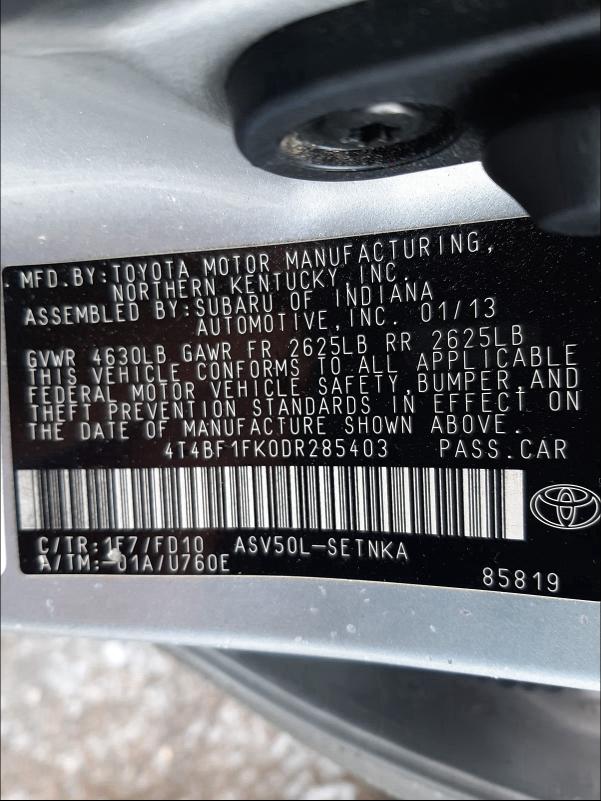 MFD.BY:TOYOTA MOTOR MANUFACTURING,
NORTHERN KENTUCKY, INC.
ASSEMBLED BY:SUBARU OF INDIANA
AUTOMOTIVE,INC. 01/13
GVWR 4630LB GAWR FR 2625LB RR 2625LB
THIS VEHICLE CONFORMS TO ALL APPLICABLE
FEDERAL MOTOR VEHICLE SAFETY,BUMPER,AND
THEFT PREVENTION STANDARDS IN EFFECT ON
THE DATE OF MANUFACTURE SHOWN ABOVE.
4T4BF1FK0DR285403 PASS.CAR
C/TR:1F7/FD10 ASV50L-SETNKA
A/TM:-01A/U760E
85819